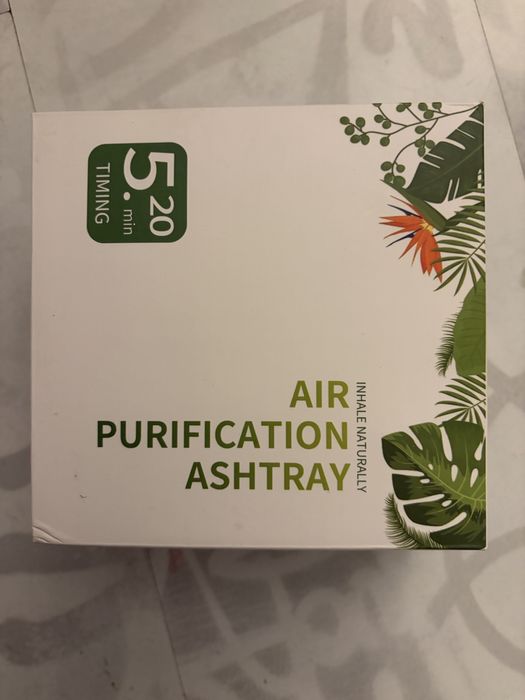 5.20
min
TIMING
AIR
PURIFICATION
ASHTRAY
INHALE NATURALLY